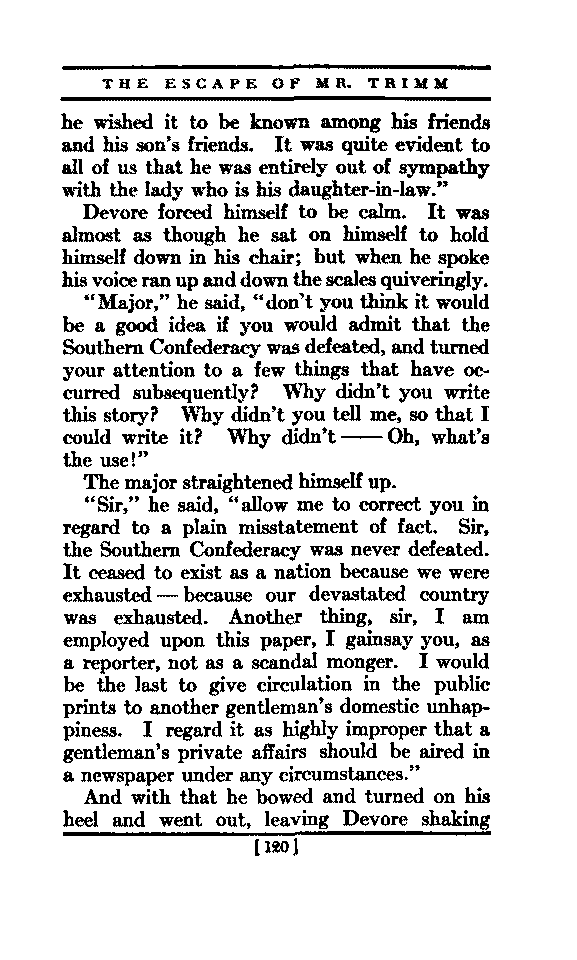 THE ESCAPE OF MR. TRIMM
he wished it to be known among his friends
and his son's friends. It was quite evident to
all of us that he was entirely out of sympathy
with the lady who is his daughter-in-law."
Devore forced himself to be calm. It was
almost as though he sat on himself to hold
himself down in his chair; but when he spoke
his voice ran up and down the scales quiveringly.
"Major," he said, "don't you think it would
be a good idea if you would admit that the
Southern Confederacy was defeated, and turned
your attention to a few things that have oc-
curred subsequently? Why didn't you write
this story? Why didn't you tell me, so that I
could write it? Why didn't —— Oh, what's
the use!"
The major straightened himself up.
"Sir," he said, "allow me to correct you in
regard to a plain misstatement of fact. Sir,
the Southern Confederacy was never defeated.
It ceased to exist as a nation because we were
exhausted — because our devastated country
was exhausted. Another thing, sir, I am
employed upon this paper, I gainsay you, as
a reporter, not as a scandal monger. I would
be the last to give circulation in the public
prints to another gentleman's domestic unhap-
piness. I regard it as highly improper that a
gentleman's private affairs should be aired in
a newspaper under any circumstances."
And with that he bowed and turned on his
heel and went out, leaving Devore shaking
[120]